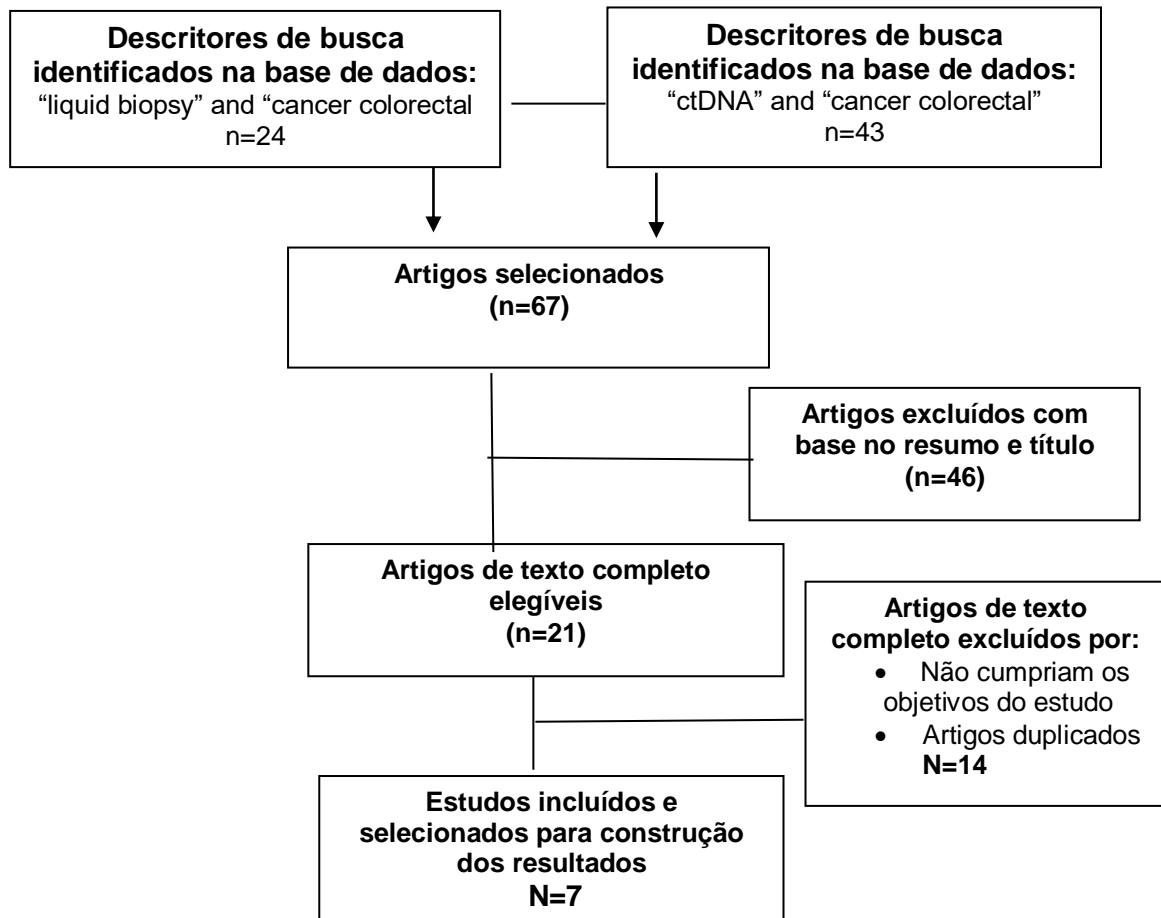 Descritores de busca
identificados na base de dados:
“liquid biopsy” and “cancer colorectal
n=24
Descritores de busca
identificados na base de dados:
“ctDNA” and “cancer colorectal”
n=43
Artigos selecionados
(n=67)
Artigos excluídos com
base no resumo e título
(n=46)
Artigos de texto completo
elegíveis
(n=21)
Artigos de texto
completo excluídos por:
• Não cumpriam os
objetivos do estudo
• Artigos duplicados
N=14
Estudos incluídos e
selecionados para construção
dos resultados
N=7